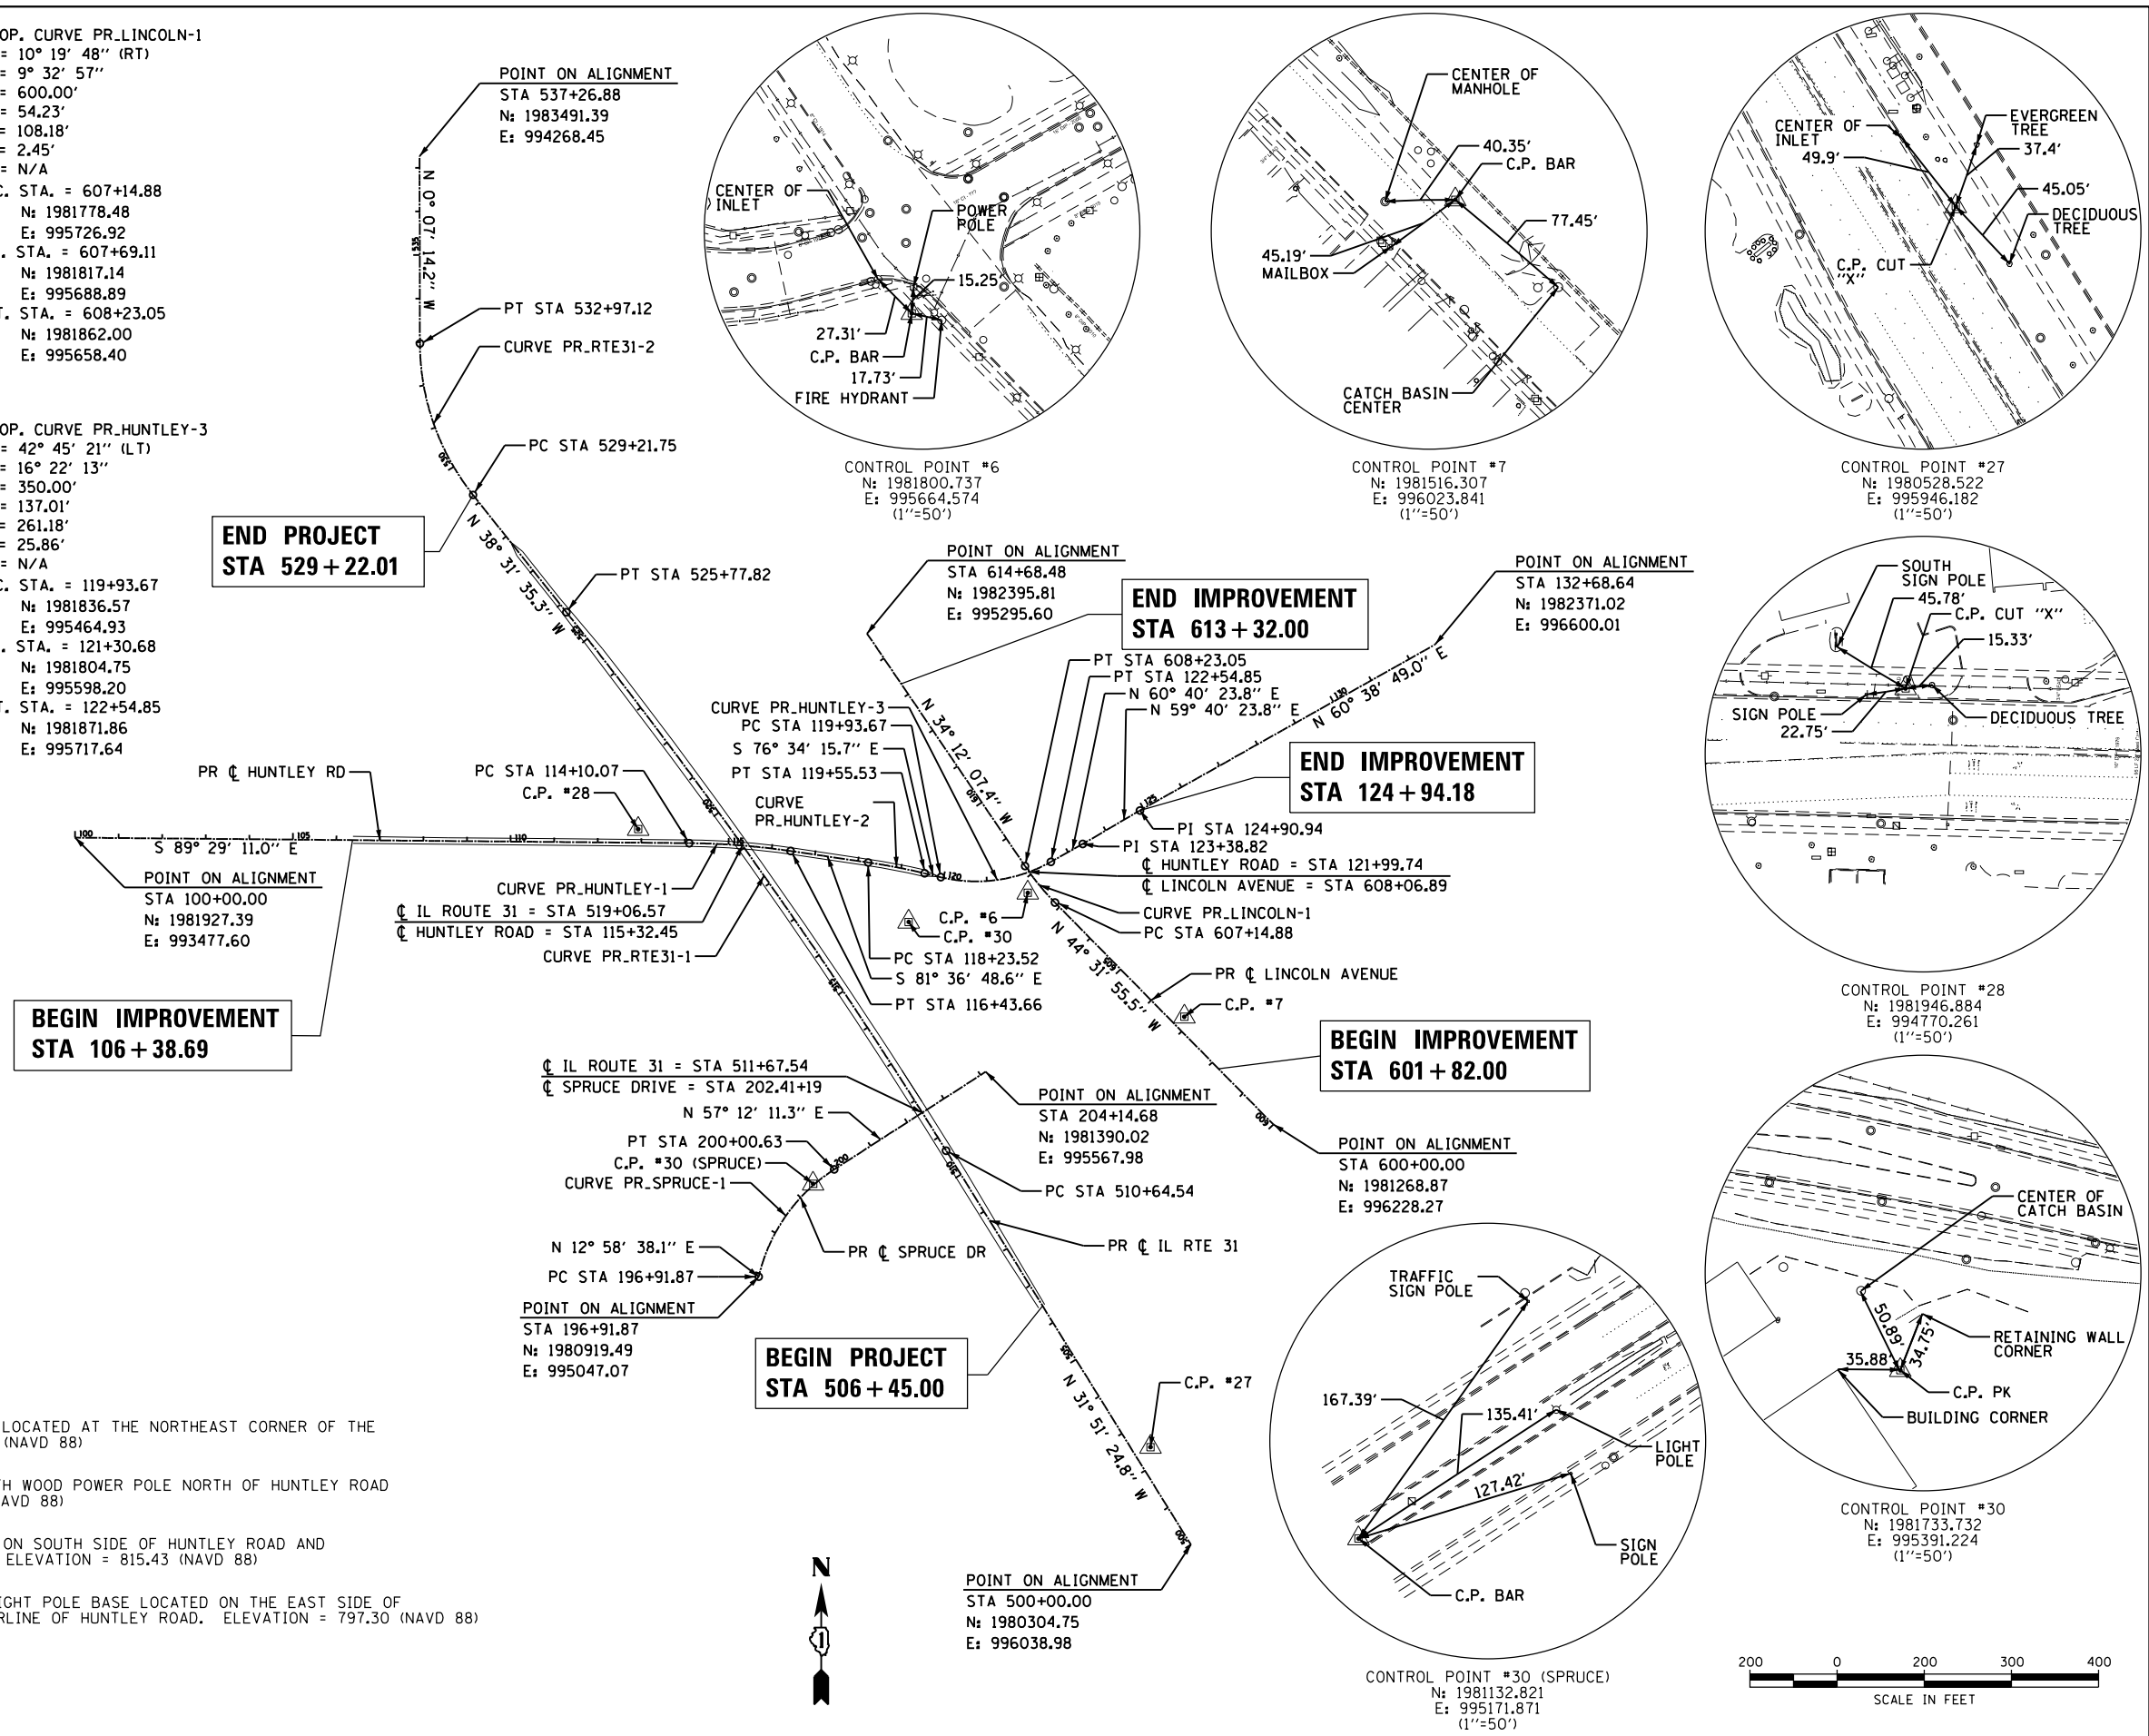 OP. CURVE PR_LINCOLN-1
= 10° 19' 48'' (RT)
= 9° 32' 57''
= 600.00'
= 54.23'
= 108.18'
= 2.45'
= N/A
C. STA. = 607+14.88
N: 1981778.48
E: 995726.92
. STA. = 607+69.11
N: 1981817.14
E: 995688.89
T. STA. = 608+23.05
N: 1981862.00
E: 995658.40
OP. CURVE PR_HUNTLEY-3
= 42° 45' 21'' (LT)
= 16° 22' 13''
= 350.00'
= 137.01'
= 261.18'
= 25.86'
= N/A
C. STA. = 119+93.67
N: 1981836.57
E: 995464.93
. STA. = 121+30.68
N: 1981804.75
E: 995598.20
T. STA. = 122+54.85
N: 1981871.86
E: 995717.64
POINT ON ALIGNMENT
STA 537+26.88
N: 1983491.39
E: 994268.45
N 0° 07' 14.2'' W
535
PT STA 532+97.12
CURVE PR_RTE31-2
530
PC STA 529+21.75
END PROJECT
STA 529+22.01
N 38° 31' 35.3'' W
PT STA 525+77.82
525
520
CENTER OF
INLET
POWER
POLE
15.25'
27.31'
C.P. BAR
17.73'
FIRE HYDRANT
CONTROL POINT #6
N: 1981800.737
E: 995664.574
(1''=50')
CENTER OF
MANHOLE
40.35'
C.P. BAR
77.45'
45.19'
MAILBOX
CATCH BASIN
CENTER
CONTROL POINT #7
N: 1981516.307
E: 996023.841
(1''=50')
CENTER OF
INLET
49.9'
EVERGREEN
TREE
37.4'
45.05'
DECIDUOUS
TREE
C.P. CUT
"X"
CONTROL POINT #27
N: 1980528.522
E: 995946.182
(1''=50')
POINT ON ALIGNMENT
STA 614+68.48
N: 1982395.81
E: 995295.60
END IMPROVEMENT
STA 613+32.00
POINT ON ALIGNMENT
STA 132+68.64
N: 1982371.02
E: 996600.01
PT STA 608+23.05
PT STA 122+54.85
N 60° 40' 23.8'' E
N 59° 40' 23.8'' E
N 60° 38' 49.0'' E
130
125
N 34° 12' 07.4'' W
610
CURVE PR_HUNTLEY-3
PC STA 119+93.67
S 76° 34' 15.7'' E
PT STA 119+55.53
CURVE
PR_HUNTLEY-2
END IMPROVEMENT
STA 124+94.18
PI STA 124+90.94
PI STA 123+38.82
℄ HUNTLEY ROAD = STA 121+99.74
℄ LINCOLN AVENUE = STA 608+06.89
CURVE PR_LINCOLN-1
PC STA 607+14.88
SOUTH
SIGN POLE
45.78'
C.P. CUT "X"
15.33'
SIGN POLE
22.75'
DECIDUOUS TREE
CONTROL POINT #28
N: 1981946.884
E: 994770.261
(1''=50')
PR ℄ HUNTLEY RD
PC STA 114+10.07
C.P. #28
100
105
110
115
120
S 89° 29' 11.0'' E
POINT ON ALIGNMENT
STA 100+00.00
N: 1981927.39
E: 993477.60
CURVE PR_HUNTLEY-1
℄ IL ROUTE 31 = STA 519+06.57
℄ HUNTLEY ROAD = STA 115+32.45
CURVE PR_RTE31-1
C.P. #6
C.P. #30
PC STA 118+23.52
S 81° 36' 48.6'' E
PT STA 116+43.66
515
N 44° 31' 55.5'' W
605
PR ℄ LINCOLN AVENUE
C.P. #7
BEGIN IMPROVEMENT
STA 106+38.69
BEGIN IMPROVEMENT
STA 601+82.00
600
POINT ON ALIGNMENT
STA 600+00.00
N: 1981268.87
E: 996228.27
℄ IL ROUTE 31 = STA 511+67.54
℄ SPRUCE DRIVE = STA 202.41+19
N 57° 12' 11.3'' E
PT STA 200+00.63
200
C.P. #30 (SPRUCE)
CURVE PR_SPRUCE-1
POINT ON ALIGNMENT
STA 204+14.68
N: 1981390.02
E: 995567.98
510
PC STA 510+64.54
N 12° 58' 38.1'' E
PC STA 196+91.87
PR ℄ SPRUCE DR
PR ℄ IL RTE 31
POINT ON ALIGNMENT
STA 196+91.87
N: 1980919.49
E: 995047.07
BEGIN PROJECT
STA 506+45.00
505
N 31° 51' 24.8'' W
C.P. #27
500
POINT ON ALIGNMENT
STA 500+00.00
N: 1980304.75
E: 996038.98
TRAFFIC
SIGN POLE
167.39'
135.41'
127.42'
LIGHT
POLE
SIGN
POLE
C.P. BAR
CONTROL POINT #30 (SPRUCE)
N: 1981132.821
E: 995171.871
(1''=50')
CENTER OF
CATCH BASIN
50.89'
34.75'
35.88'
RETAINING WALL
CORNER
C.P. PK
BUILDING CORNER
CONTROL POINT #30
N: 1981733.732
E: 995391.224
(1''=50')
LOCATED AT THE NORTHEAST CORNER OF THE
(NAVD 88)
TH WOOD POWER POLE NORTH OF HUNTLEY ROAD
AVD 88)
ON SOUTH SIDE OF HUNTLEY ROAD AND
ELEVATION = 815.43 (NAVD 88)
IGHT POLE BASE LOCATED ON THE EAST SIDE OF
RLINE OF HUNTLEY ROAD. ELEVATION = 797.30 (NAVD 88)
N
200 0 200 300 400
SCALE IN FEET